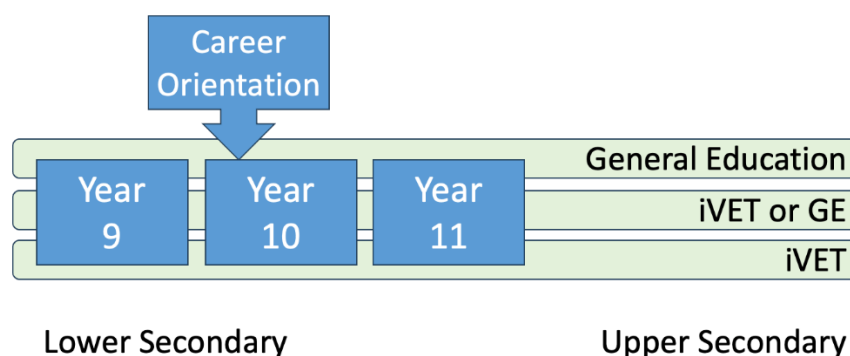 Career
Orientation
General Education
Year
9
Year
10
Year
11
iVET or GE
iVET
Lower Secondary
Upper Secondary